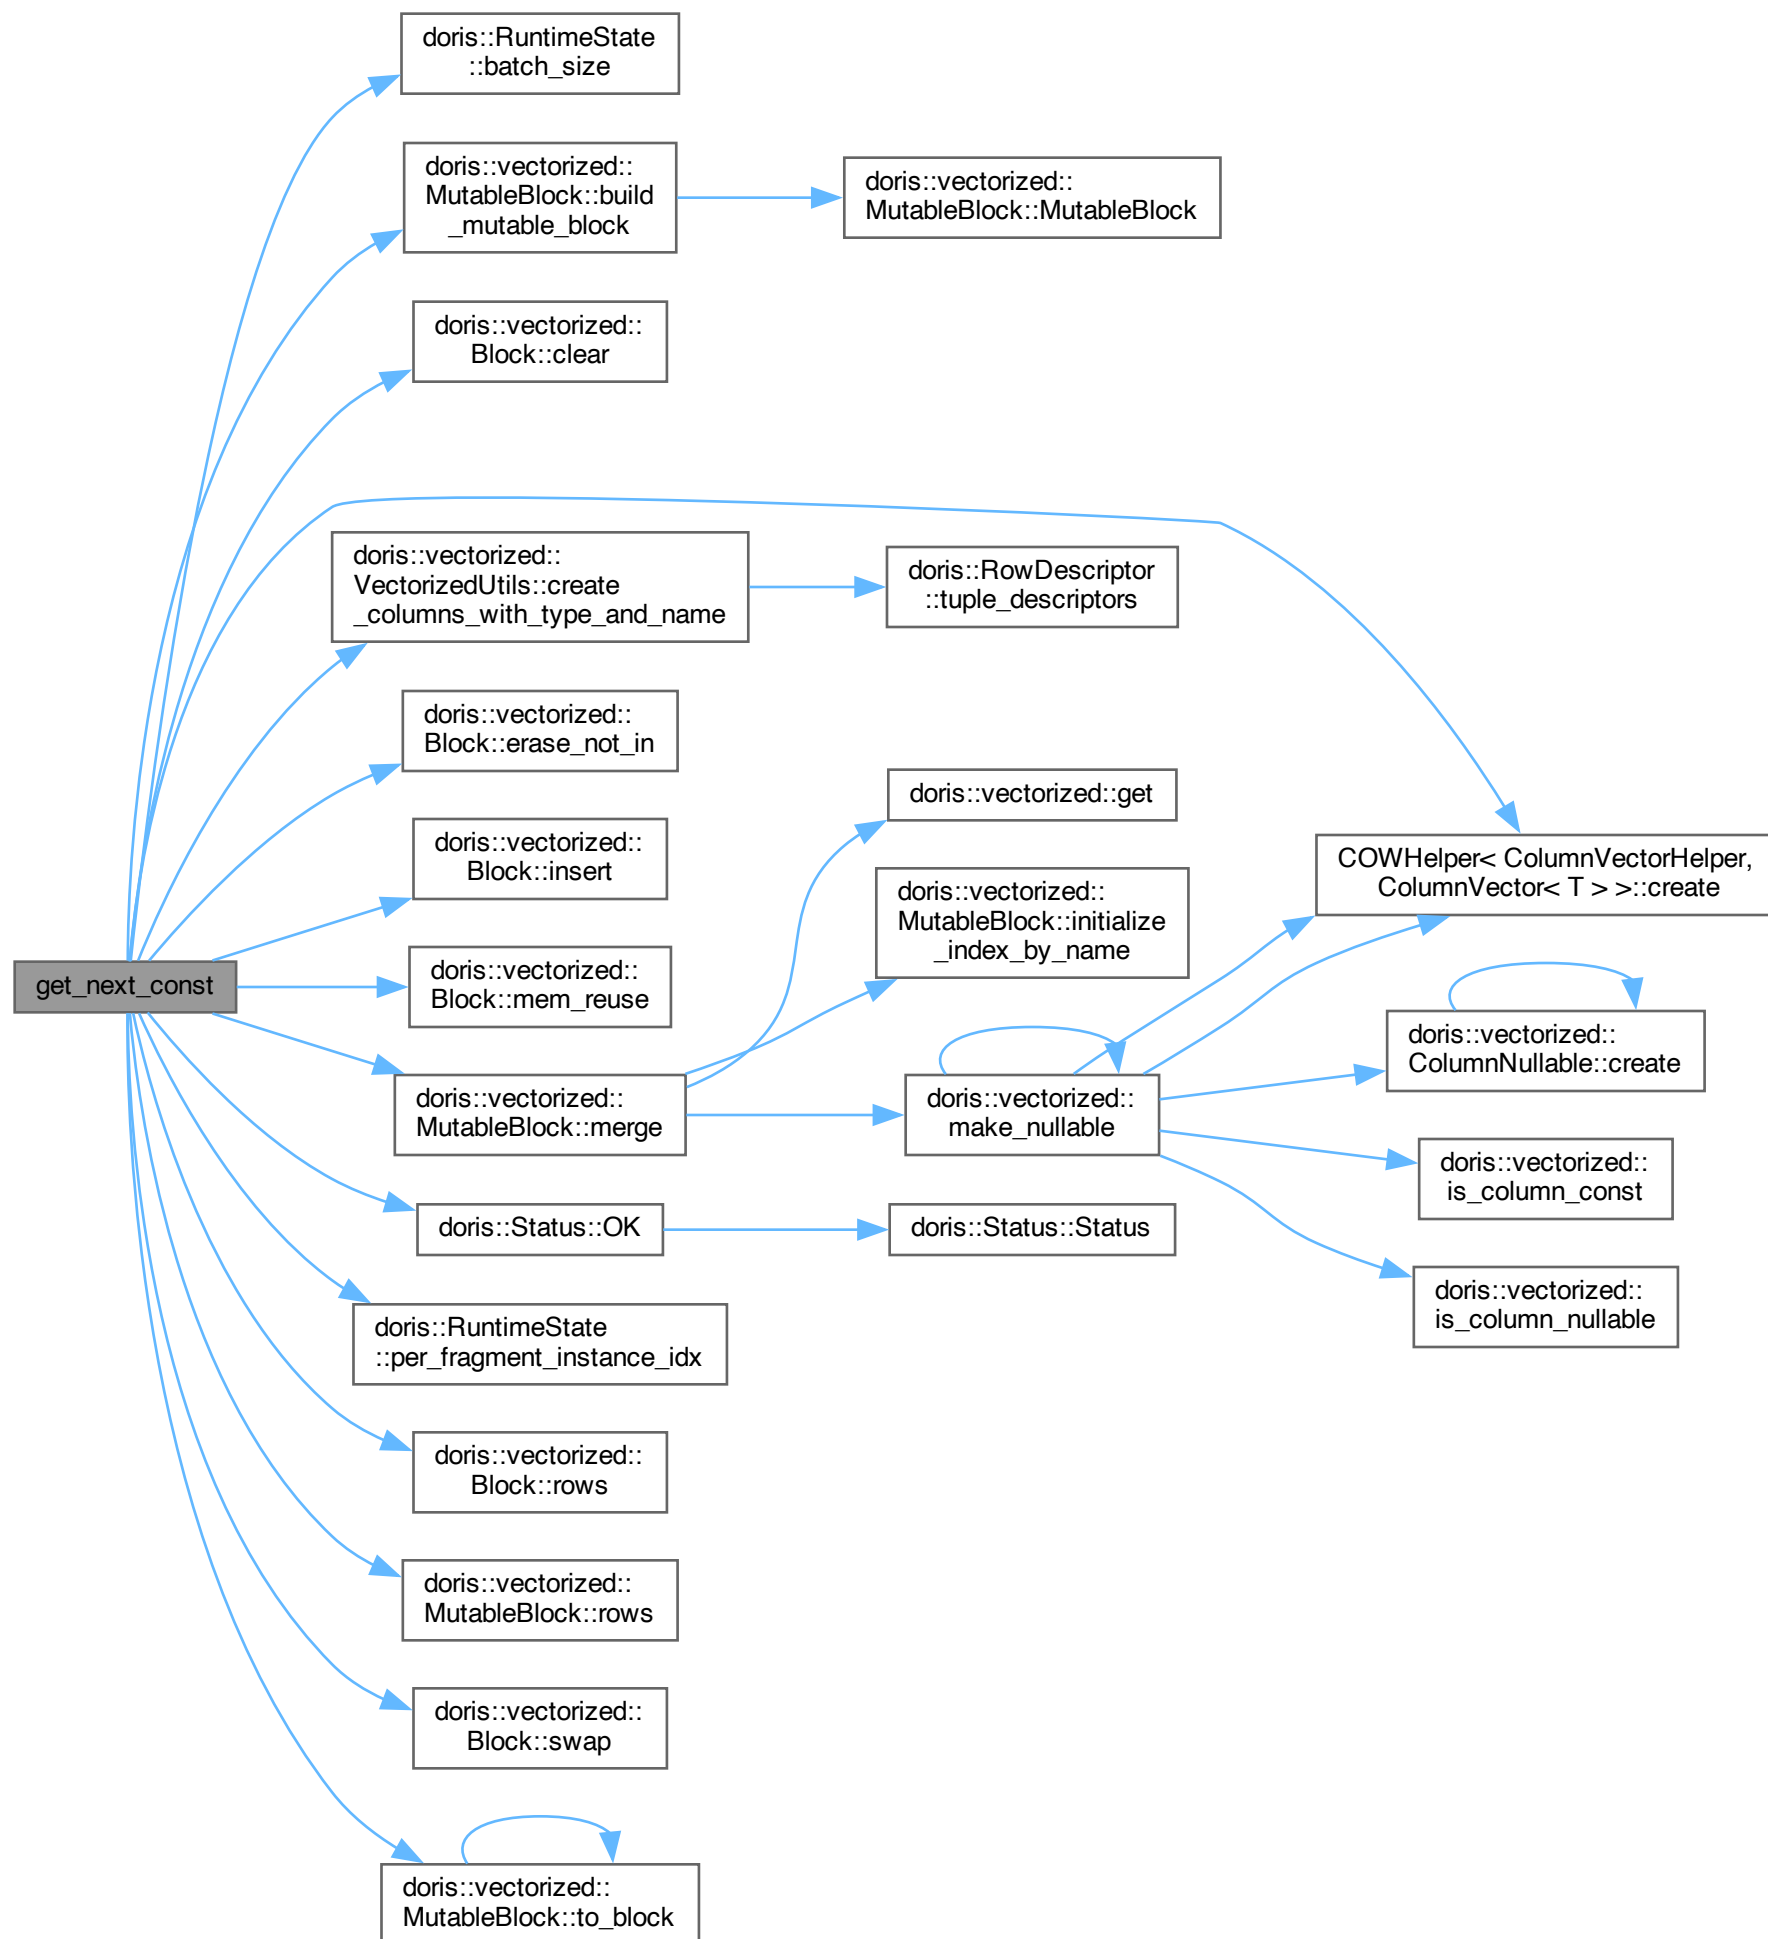 doris::RuntimeState
::batch_size
doris::vectorized::
MutableBlock::build
_mutable_block
doris::vectorized::
MutableBlock::MutableBlock
doris::vectorized::
Block::clear
doris::vectorized::
VectorizedUtils::create
_columns_with_type_and_name
doris::RowDescriptor
::tuple_descriptors
doris::vectorized::
Block::erase_not_in
doris::vectorized::get
doris::vectorized::
Block::insert
COWHelper< ColumnVectorHelper,
ColumnVector< T > >::create
doris::vectorized::
MutableBlock::initialize
_index_by_name
get_next_const
doris::vectorized::
Block::mem_reuse
doris::vectorized::
ColumnNullable::create
doris::vectorized::
MutableBlock::merge
doris::vectorized::
make_nullable
doris::vectorized::
is_column_const
doris::Status::OK
doris::Status::Status
doris::vectorized::
is_column_nullable
doris::RuntimeState
::per_fragment_instance_idx
doris::vectorized::
Block::rows
doris::vectorized::
MutableBlock::rows
doris::vectorized::
Block::swap
doris::vectorized::
MutableBlock::to_block